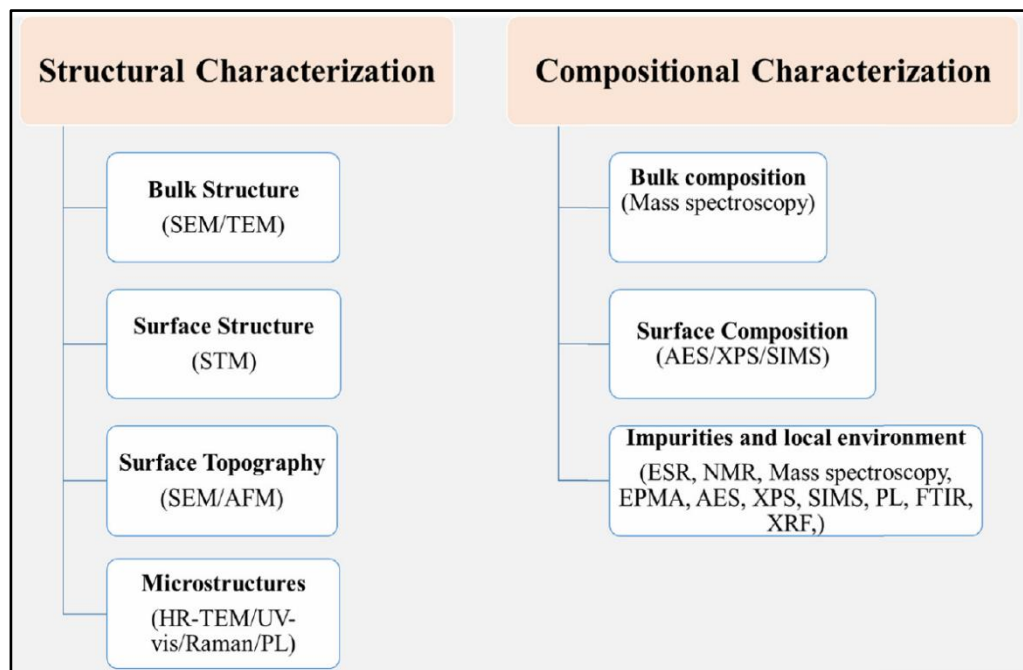 Structural Characterization
Bulk Structure
(SEM/TEM)
Surface Structure
(STM)
Surface Topography
(SEM/AFM)
Microstructures
(HR-TEM/UV-
vis/Raman/PL)
Compositional Characterization
Bulk composition
(Mass spectroscopy)
Surface Composition
(AES/XPS/SIMS)
Impurities and local environment
(ESR, NMR, Mass spectroscopy,
EPMA, AES, XPS, SIMS, PL, FTIR,
XRF,)